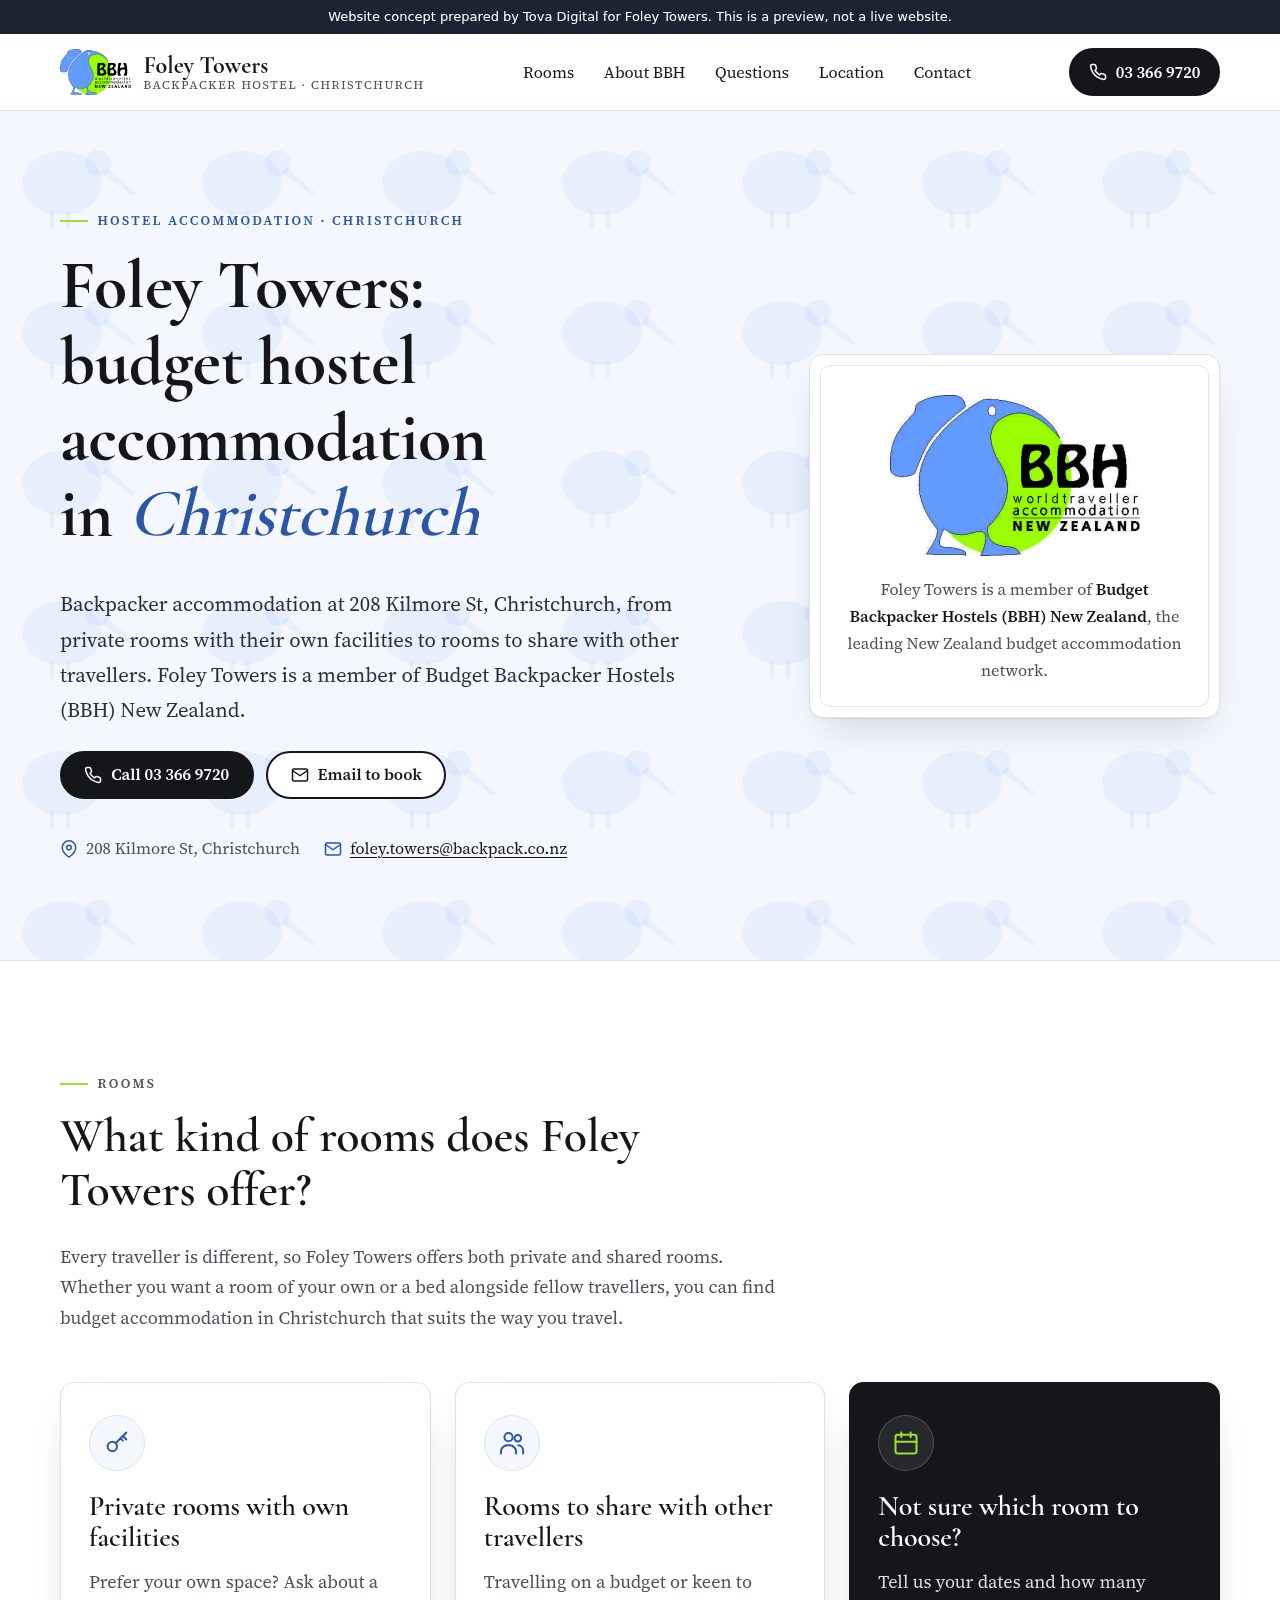 Website concept prepared by Tova Digital for Foley Towers. This is a preview, not a live website.
BBH
worldtraveller
accommodation
NEW ZEALAND
Foley Towers
BACKPACKER HOSTEL · CHRISTCHURCH
Rooms
About BBH
Questions
Location
Contact
03 366 9720
HOSTEL ACCOMMODATION · CHRISTCHURCH
Foley Towers:
budget hostel
accommodation
in Christchurch
Backpacker accommodation at 208 Kilmore St, Christchurch, from
private rooms with their own facilities to rooms to share with other
travellers. Foley Towers is a member of Budget Backpacker Hostels
(BBH) New Zealand.
Call 03 366 9720
Email to book
208 Kilmore St, Christchurch
foley.towers@backpack.co.nz
BBH
worldtraveller
accommodation
NEW ZEALAND
Foley Towers is a member of Budget
Backpacker Hostels (BBH) New Zealand, the
leading New Zealand budget accommodation
network.
ROOMS
What kind of rooms does Foley
Towers offer?
Every traveller is different, so Foley Towers offers both private and shared rooms.
Whether you want a room of your own or a bed alongside fellow travellers, you can find
budget accommodation in Christchurch that suits the way you travel.
Private rooms with own
facilities
Prefer your own space? Ask about a
Rooms to share with other
travellers
Travelling on a budget or keen to
Not sure which room to
choose?
Tell us your dates and how many